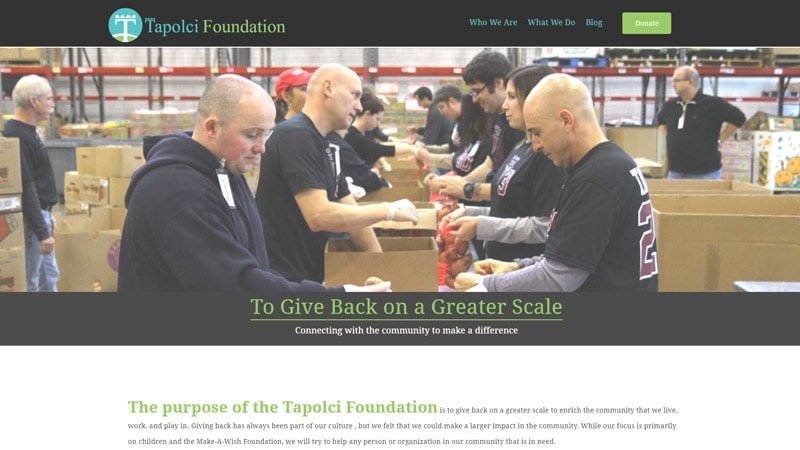 Tapolci Foundation
Who We Are What We Do Blog Donate
To Give Back on a Greater Scale
Connecting with the community to make a difference
The purpose of the Tapolci Foundation is to give back on a greater scale to enrich the community that we live,
work, and play in. Giving back has always been part of our culture , but we felt that we could make a larger impact in the community. While our focus is primarily
on children and the Make-A-Wish Foundation, we will try to help any person or organization in our community that is in need.